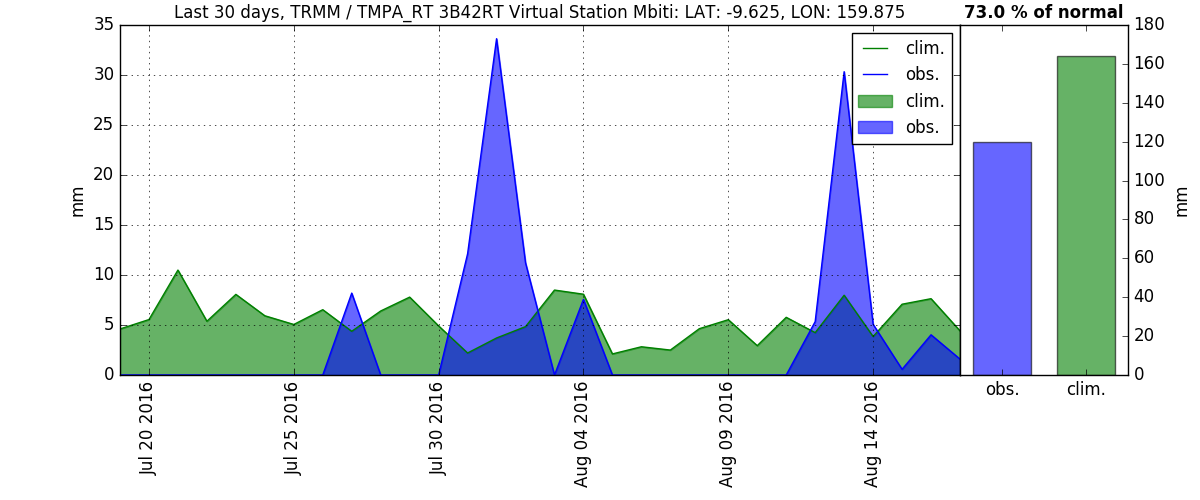 Last 30 days, TRMM / TMPA_RT 3B42RT Virtual Station Mbiti: LAT: -9.625, LON: 159.875
73.0 % of normal
35
30
25
20
15
10
5
0
mm
clim.
obs.
clim.
obs.
Jul 20 2016
Jul 25 2016
Jul 30 2016
Aug 04 2016
Aug 09 2016
Aug 14 2016
180
160
140
120
100
80
60
40
20
0
mm
obs.
clim.